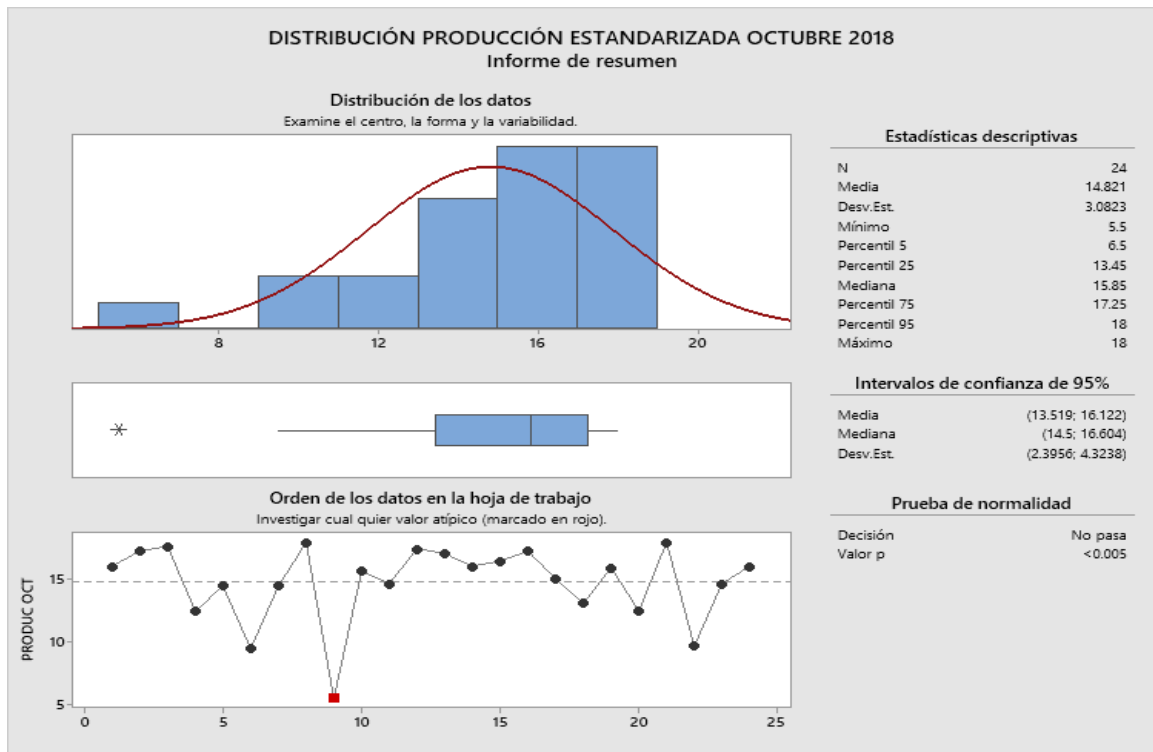 DISTRIBUCIÓN PRODUCCIÓN ESTANDARIZADA OCTUBRE 2018
Informe de resumen
Distribución de los datos
Examine el centro, la forma y la variabilidad.
8 12 16 20
Orden de los datos en la hoja de trabajo
Investigar cual quier valor atípico (marcado en rojo).
PRODUC OCT
15
10
5
0 5 10 15 20 25
Estadísticas descriptivas
N 24
Media 14.821
Desv.Est. 3.0823
Mínimo 5.5
Percentil 5 6.5
Percentil 25 13.45
Mediana 15.85
Percentil 75 17.25
Percentil 95 18
Máximo 18
Intervalos de confianza de 95%
Media (13.519; 16.122)
Mediana (14.5; 16.604)
Desv.Est. (2.3956; 4.3238)
Prueba de normalidad
Decisión No pasa
Valor p <0.005